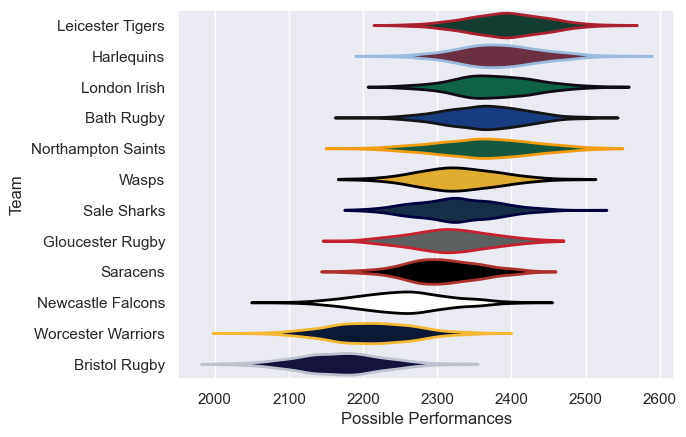 Leicester Tigers
Harlequins
London Irish
Bath Rugby
Northampton Saints
Wasps
Sale Sharks
Gloucester Rugby
Saracens
Newcastle Falcons
Worcester Warriors
Bristol Rugby
Team
2000 2100 2200 2300 2400 2500 2600
Possible Performances